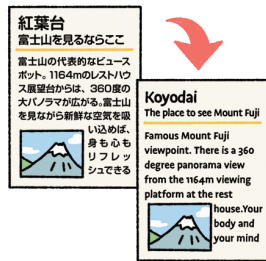 紅葉台
富士山を見るならここ
富士山の代表的なビュース
ポット。1164mのレストハウ
ス展望台からは、360度の
大パノラマが広がる。富士山
を見ながら新鮮な空気を吸
い込めば、
身も心も
リフレッ
シュできる
Koyodai
The place to see Mount Fuji
Famous Mount Fuji
viewpoint. There is a 360
degree panorama view
from the 1164m viewing
platform at the rest
house.Your
body and
your mind